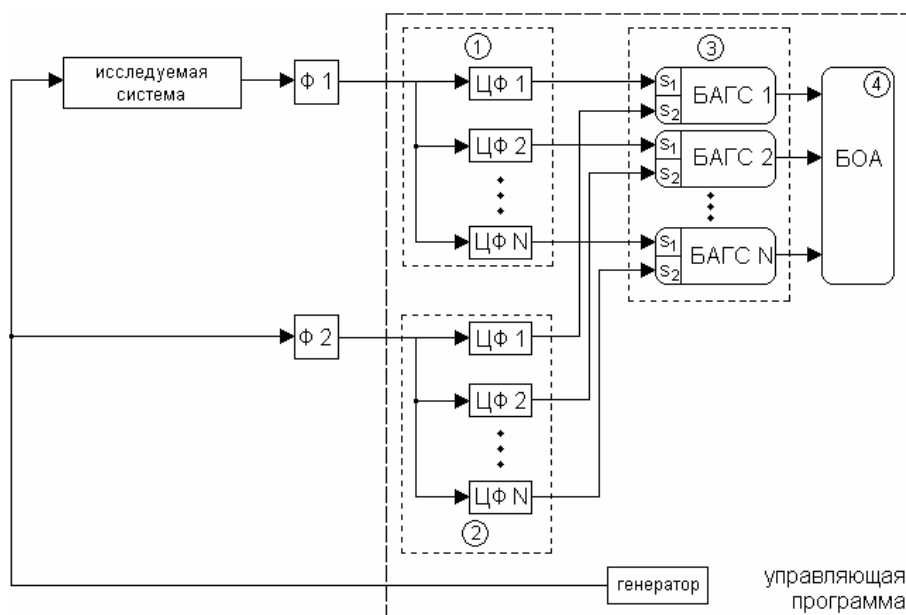 1
3
исследуемая
система
Ф 1
ЦФ 1
S1
S2
БАГС 1
4
ЦФ 2
S1
S2
БАГС 2
БОА
ЦФ N
S1
S2
БАГС N
Ф 2
ЦФ 1
ЦФ 2
ЦФ N
2
генератор
управляющая
программа